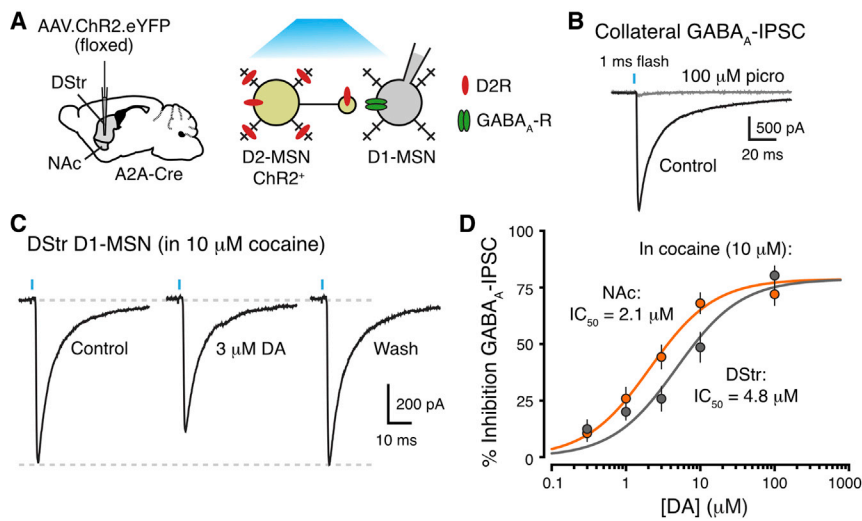 A
AAV.ChR2.eYFP
(floxed)
DStr
NAc
A2A-Cre
D2-MSN
ChR2⁺
D1-MSN
D2R
GABA_A-R
B
Collateral GABA_A-IPSC
1 ms flash
100 μM picro
500 pA
20 ms
Control
C
DStr D1-MSN (in 10 μM cocaine)
Control
3 μM DA
Wash
200 pA
10 ms
D
100
75
50
25
0
% Inhibition GABA_A-IPSC
In cocaine (10 μM):
NAc:
IC₅₀ = 2.1 μM
DStr:
IC₅₀ = 4.8 μM
0.1 1 10 100 1000
[DA] (μM)